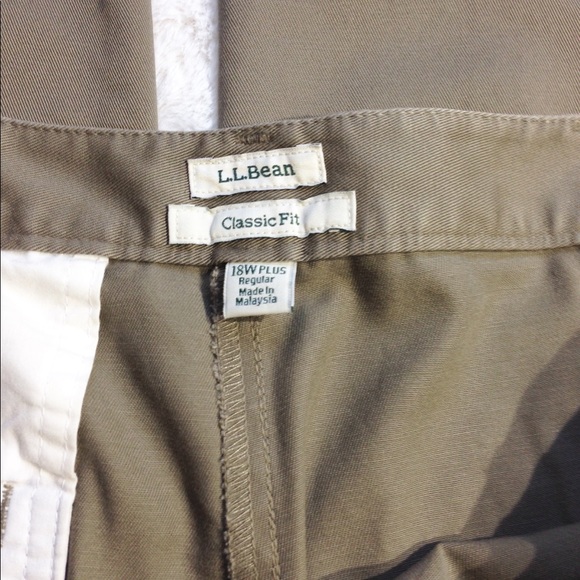 L.L.Bean
Classic Fit
18W PLUS
Regular
Made In
Malaysia